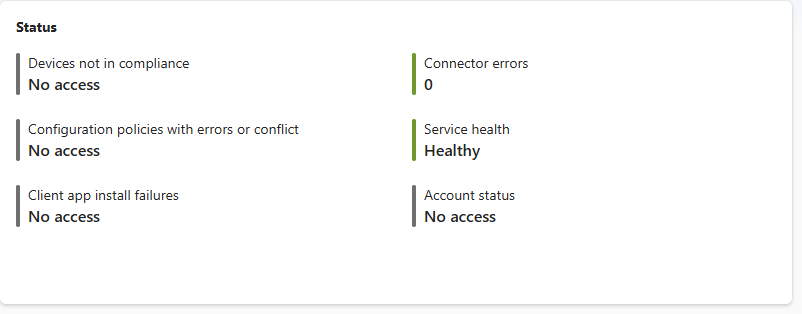 Status
Devices not in compliance
No access
Connector errors
0
Configuration policies with errors or conflict
No access
Service health
Healthy
Client app install failures
No access
Account status
No access